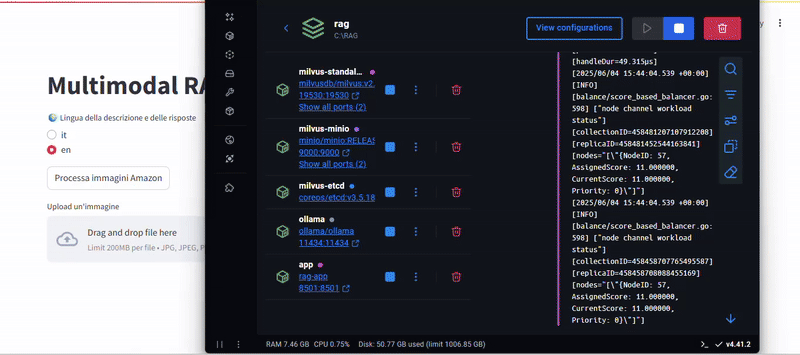 Multimodal RA
Lingua della descrizione e delle risposte
it
en
Processa immagini Amazon
Upload un'immagine
Drag and drop file here
Limit 200MB per file • JPG, JPEG, P
rag
C:\RAG
View configurations
milvus-standal...
milvusdb/milvus:v2.
19530:19530
Show all ports (2)
milvus-minio
minio/minio:RELEA
9000:9000
Show all ports (2)
milvus-etcd
coreos/etcd:v3.5.18
ollama
ollama/ollama
11434:11434
app
rag-app
8501:8501
[handleDur=49.315µs]
[2025/06/04 15:44:04.539 +00:00]
[INFO]
[balance/score_based_balancer.go:
598] ["node channel workload
status"]
[collectionID=458481207107912208]
[replicaID=458481452544163841]
[nodes="[\"{NodeID: 57,
AssignedScore: 11.000000,
CurrentScore: 11.000000,
Priority: 0}\"]"]
[2025/06/04 15:44:04.539 +00:00]
[INFO]
[balance/score_based_balancer.go:
598] ["node channel workload
status"]
[collectionID=458458707765495587]
[replicaID=458458708088455169]
[nodes="[\"{NodeID: 57,
AssignedScore: 11.000000,
CurrentScore: 11.000000,
Priority: 0}\"]"]
RAM 7.46 GB CPU 0.75% Disk: 50.77 GB used (limit 1006.85 GB)
v4.41.2